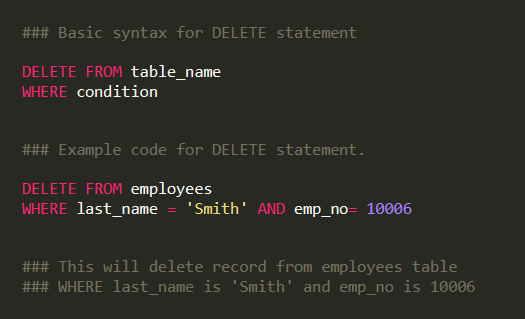 ### Basic syntax for DELETE statement
DELETE FROM table_name
WHERE condition
### Example code for DELETE statement.
DELETE FROM employees
WHERE last_name = 'Smith' AND emp_no= 10006
### This will delete record from employees table
### WHERE last_name is 'Smith' and emp_no is 10006